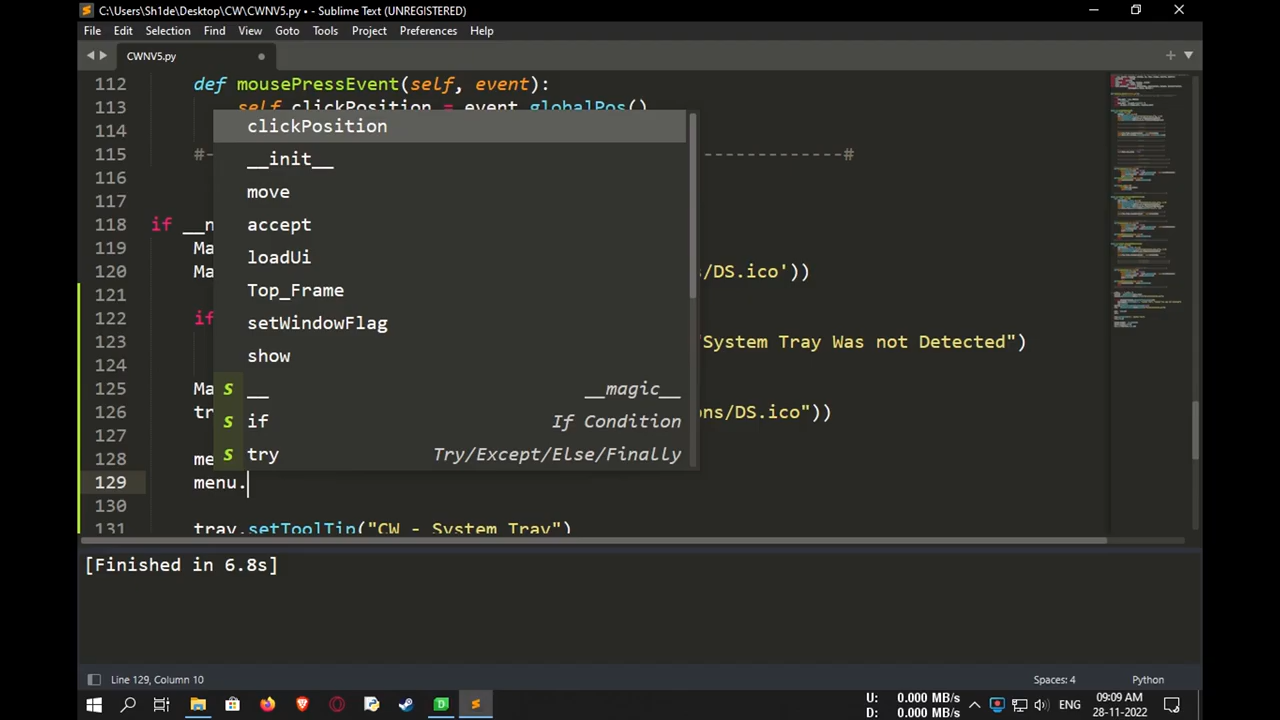 C:\Users\Sh1de\Desktop\CW\CWNV5.py • - Sublime Text (UNREGISTERED)
File Edit Selection Find View Goto Tools Project Preferences Help
CWNV5.py
112 def mousePressEvent(self, event):
113 self.clickPosition = event.globalPos()
114
clickPosition
115 #- -------------#
__init__
116
117
move
118 if __n
accept
119 Ma
loadUi
120 Ma s/DS.ico'))
121
Top_Frame
122 if
setWindowFlag
123 "System Tray Was not Detected")
124
show
125 Ma
S __ __magic__
126 tr ons/DS.ico"))
S if If Condition
127
128 me
S try Try/Except/Else/Finally
129 menu.
130
131 tray.setToolTip("CW - System Tray")
[Finished in 6.8s]
Line 129, Column 10 Spaces: 4 Python
U: 0.000 MB/s
D: 0.000 MB/s
ENG
09:09 AM
28-11-2022